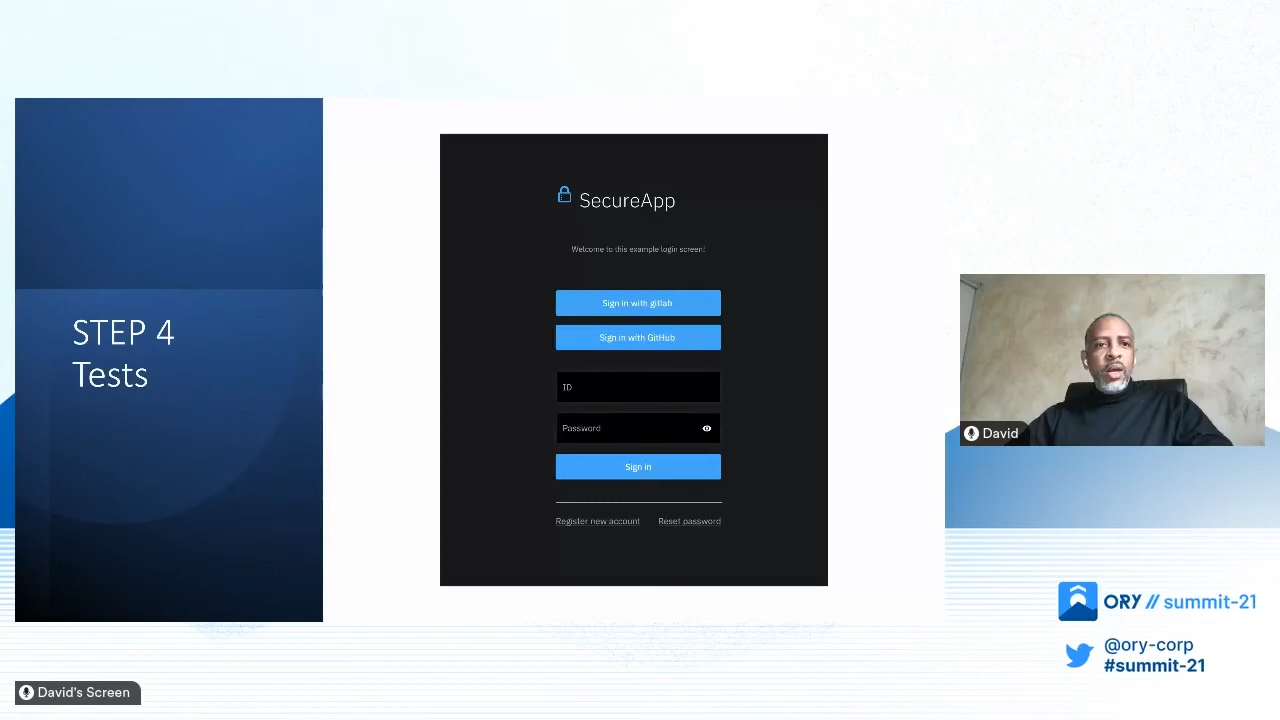 STEP 4
Tests
SecureApp
Welcome to this example login screen!
Sign in with gitlab
Sign in with GitHub
ID
Password
Sign in
Register new account Reset password
David
ORY // summit-21
@ory-corp
#summit-21
David's Screen